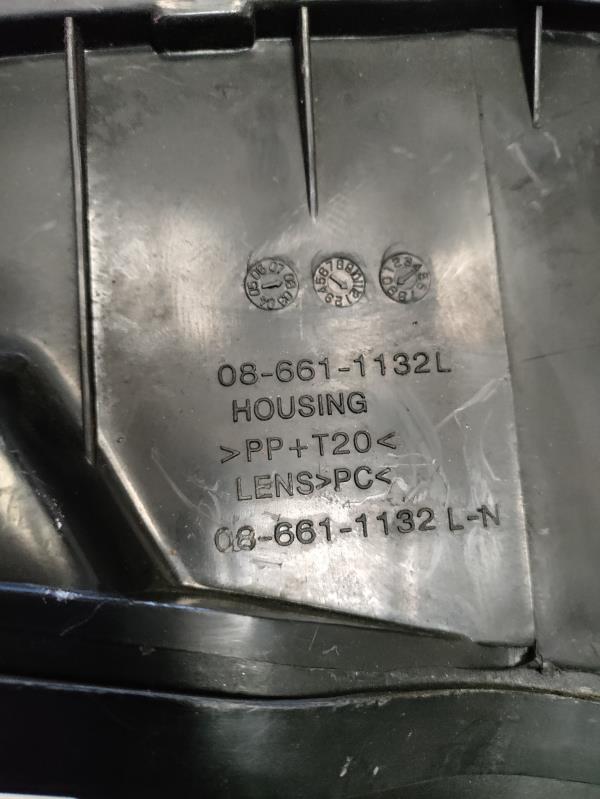 08-661-1132L
HOUSING
>PP+T20<
LENS>PC<
08-661-1132 L-N